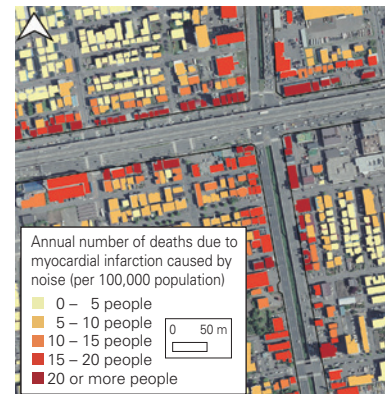 Annual number of deaths due to
myocardial infarction caused by
noise (per 100,000 population)
0 – 5 people
5 – 10 people
10 – 15 people
15 – 20 people
20 or more people
0 50 m